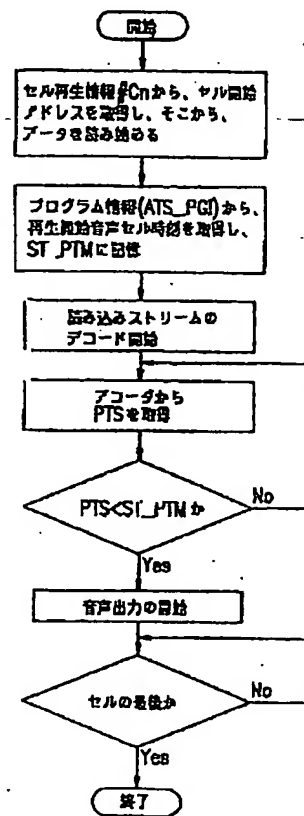 開始
セル再生情報#Cnから、セル開始
アドレスを取得し、そこから、
データを読み始める
プログラム情報(ATS_PGI)から、
再生開始音声セル時刻を取得し、
ST_PTMに記憶
読み込みストリームの
デコード開始
デコーダから
PTSを取得
PTS<ST_PTMか
No
Yes
音声出力の開始
セルの最後か
No
Yes
終了